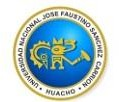 UNIVERSIDAD NACIONAL JOSE FAUSTINO SANCHEZ CARRION
• HUACHO •